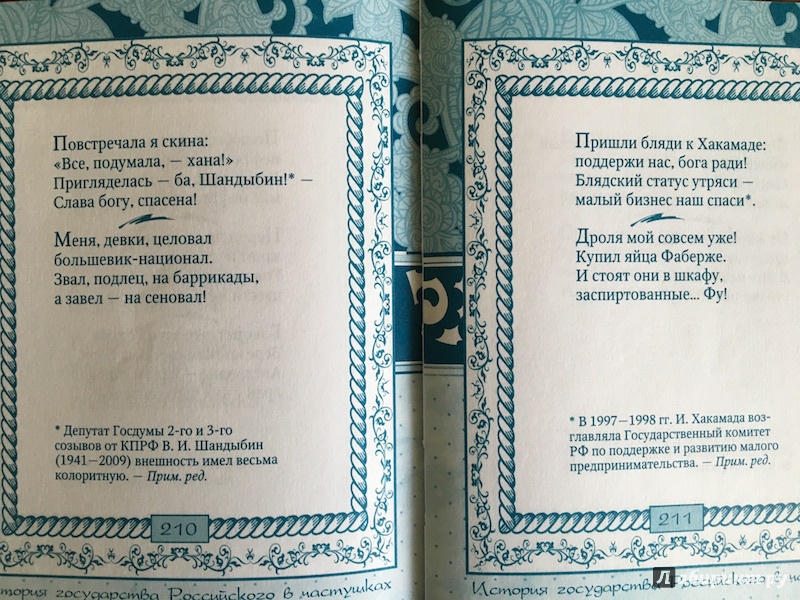 Повстречала я скина:
«Все, подумала, — хана!»
Пригляделась — ба, Шандыбин!* —
Слава богу, спасена!
Меня, девки, целовал
большевик-национал.
Звал, подлец, на баррикады,
а завел — на сеновал!
* Депутат Госдумы 2-го и 3-го
созывов от КПРФ В. И. Шандыбин
(1941—2009) внешность имел весьма
колоритную. — Прим. ред.
210
История государства Российского в частушках
Пришли бляди к Хакамаде:
поддержи нас, бога ради!
Блядский статус утряси —
малый бизнес наш спаси*.
Дроля мой совсем уже!
Купил яйца Фаберже.
И стоят они в шкафу,
заспиртованные... Фу!
* В 1997—1998 гг. И. Хакамада воз-
главляла Государственный комитет
РФ по поддержке и развитию малого
предпринимательства. — Прим. ред.
211
История государства